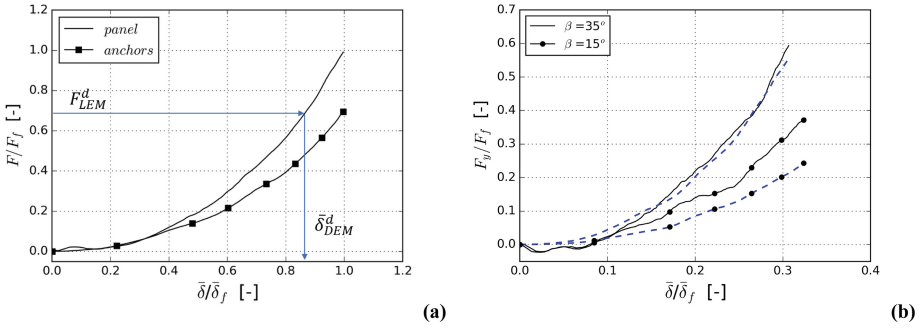 1.2
1.0
0.8
0.6
0.4
0.2
0.0
F/F_f [-]
panel
anchors
F^d_LEM
δ̄^d_DEM
0.0 0.2 0.4 0.6 0.8 1.0 1.2
δ̄/δ̄_f [-]
(a)
0.7
0.6
0.5
0.4
0.3
0.2
0.1
0.0
F_y/F_f [-]
β =35°
β =15°
0.0 0.1 0.2 0.3 0.4
δ̄/δ̄_f [-]
(b)